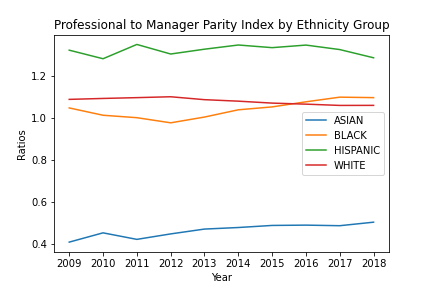 Professional to Manager Parity Index by Ethnicity Group
Ratios
1.2
1.0
0.8
0.6
0.4
ASIAN
BLACK
HISPANIC
WHITE
2009 2010 2011 2012 2013 2014 2015 2016 2017 2018
Year